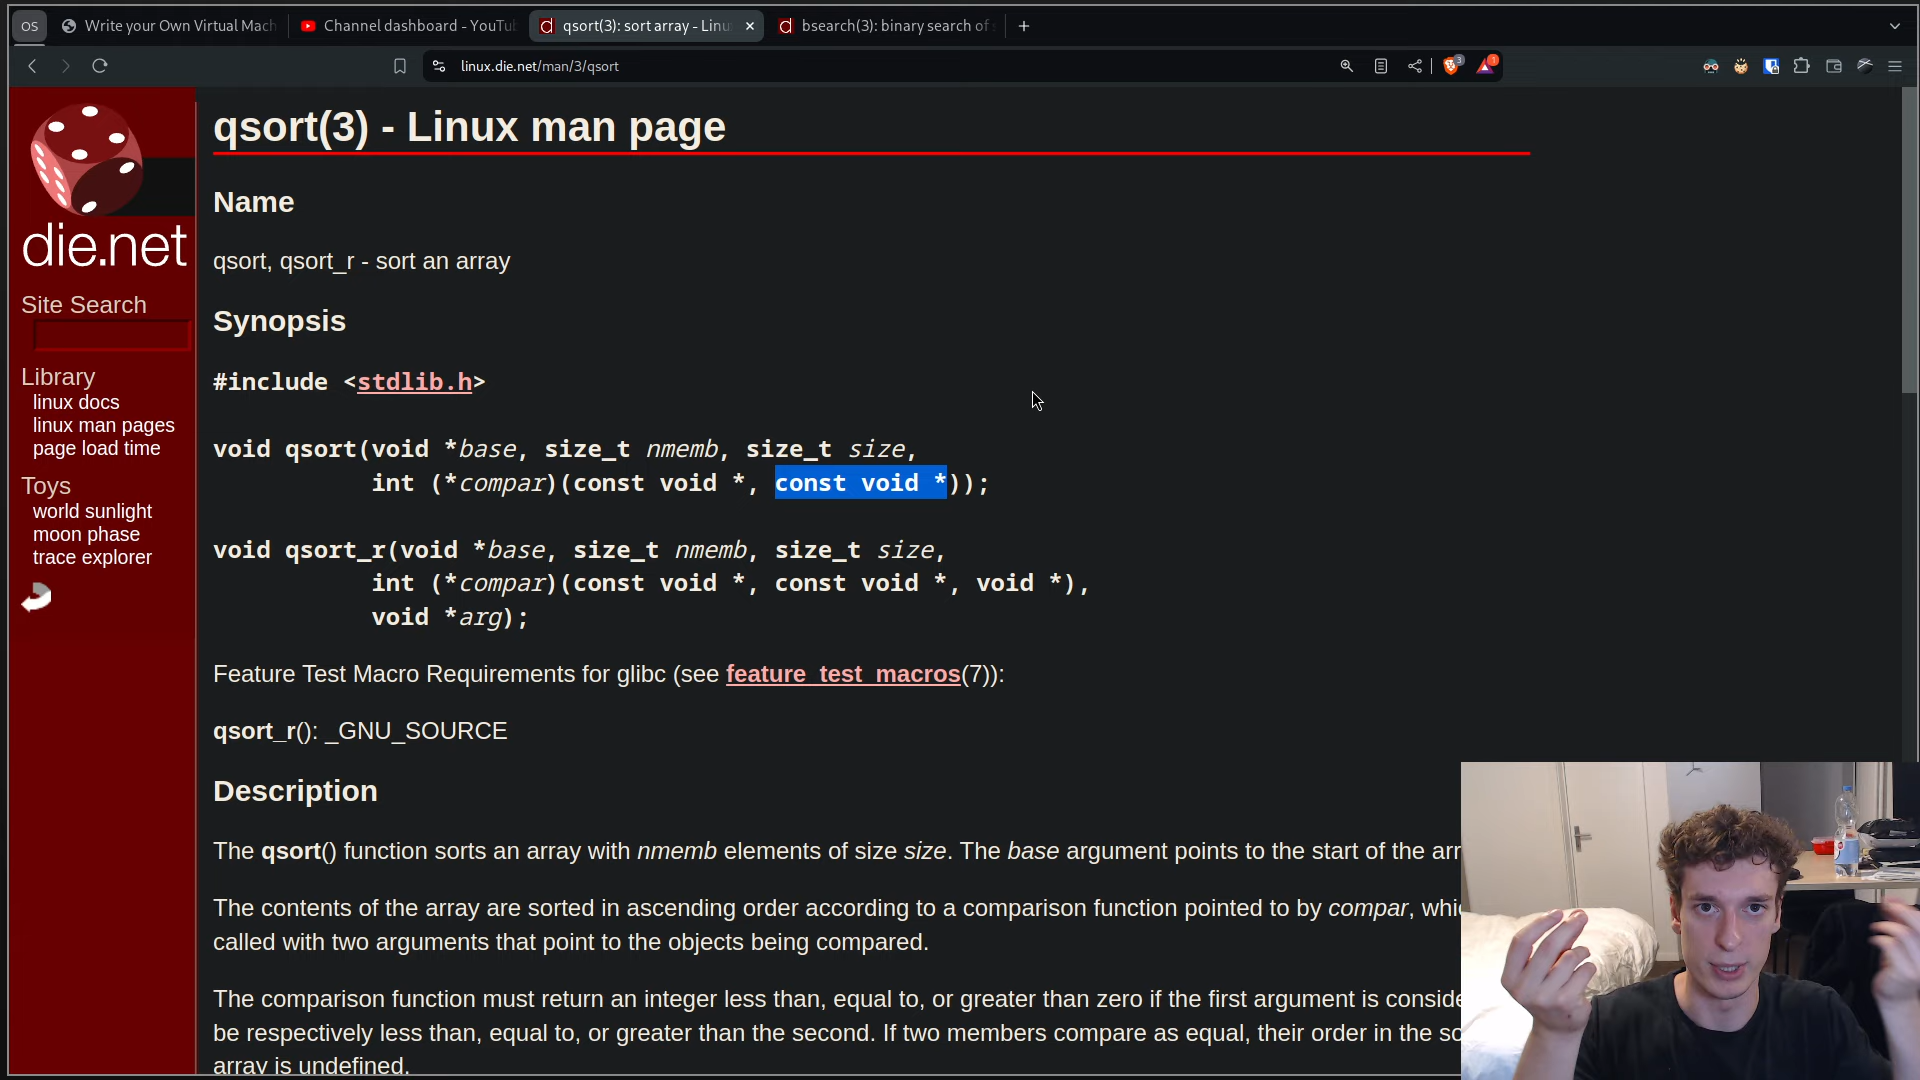 OS
Write your Own Virtual Mach
Channel dashboard - YouTu
qsort(3): sort array - Linu
bsearch(3): binary search of
linux.die.net/man/3/qsort
3
1
die.net
Site Search
Library
linux docs
linux man pages
page load time
Toys
world sunlight
moon phase
trace explorer
qsort(3) - Linux man page
Name
qsort, qsort_r - sort an array
Synopsis
#include <stdlib.h>
void qsort(void *base, size_t nmemb, size_t size,
int (*compar)(const void *, const void *));
void qsort_r(void *base, size_t nmemb, size_t size,
int (*compar)(const void *, const void *, void *),
void *arg);
Feature Test Macro Requirements for glibc (see feature_test_macros(7)):
qsort_r(): _GNU_SOURCE
Description
The qsort() function sorts an array with nmemb elements of size size. The base argument points to the start of the arr
The contents of the array are sorted in ascending order according to a comparison function pointed to by compar, whi
called with two arguments that point to the objects being compared.
The comparison function must return an integer less than, equal to, or greater than zero if the first argument is conside
be respectively less than, equal to, or greater than the second. If two members compare as equal, their order in the so
array is undefined.